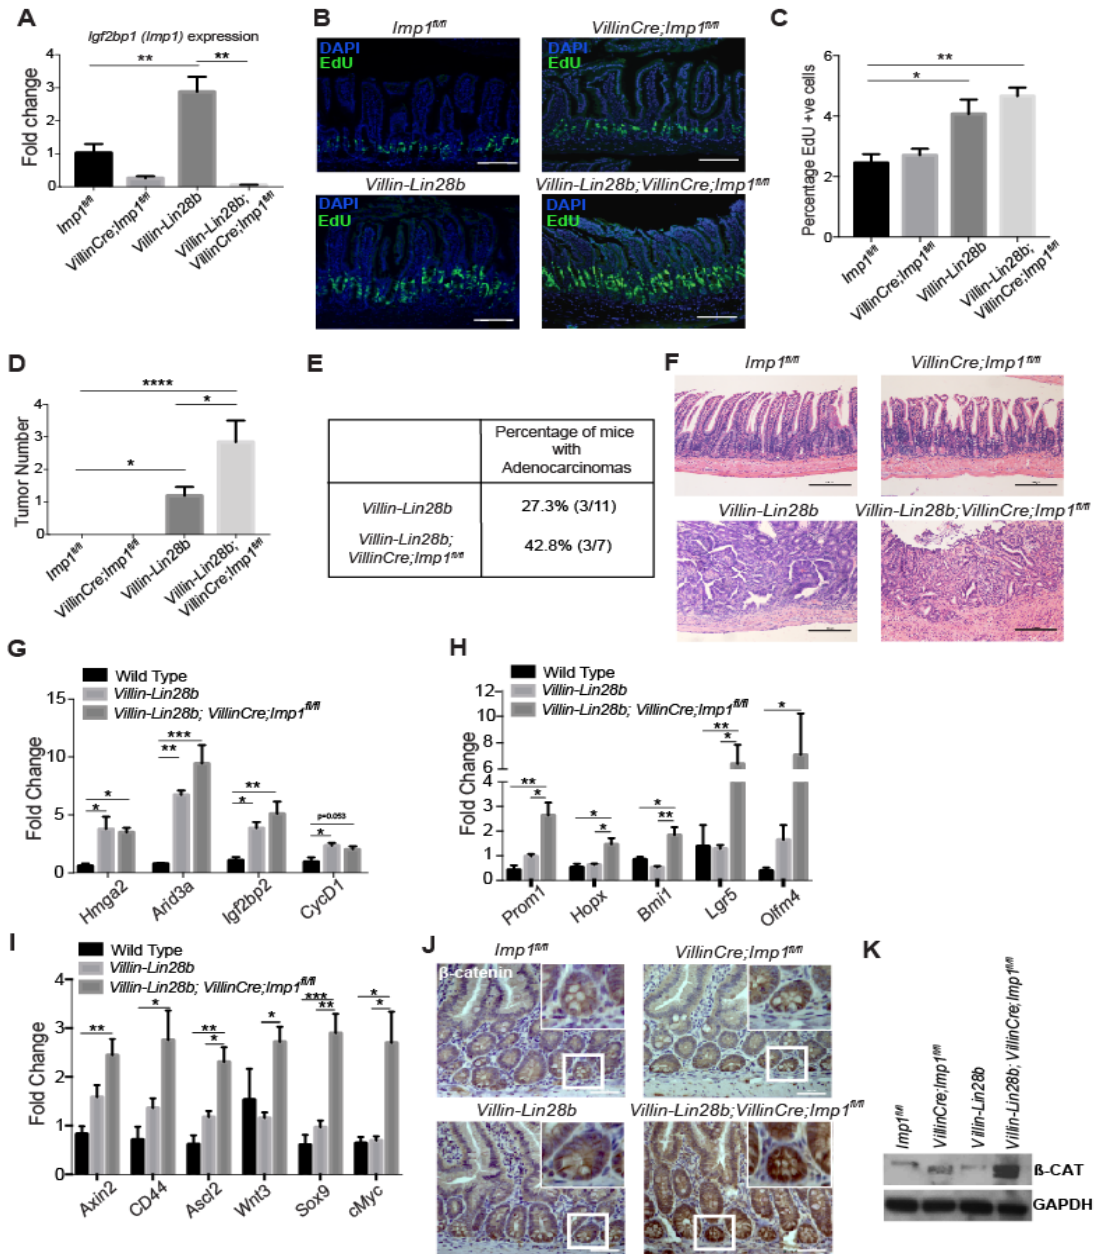 A
Igf2bp1 (Imp1) expression
**
**
Fold change
4
3
2
1
0
Imp1fl/fl
VillinCre;Imp1fl/fl
Villin-Lin28b
Villin-Lin28b;
VillinCre;Imp1fl/fl
B
Imp1fl/fl
VillinCre;Imp1fl/fl
DAPI
EdU
DAPI
EdU
Villin-Lin28b
Villin-Lin28b;VillinCre;Imp1fl/fl
DAPI
EdU
DAPI
EdU
C
**
*
Percentage EdU +ve cells
6
4
2
0
Imp1fl/fl
VillinCre;Imp1fl/fl
Villin-Lin28b
Villin-Lin28b;
VillinCre;Imp1fl/fl
D
****
*
*
Tumor Number
4
3
2
1
0
Imp1fl/fl
VillinCre;Imp1fl/fl
Villin-Lin28b
Villin-Lin28b;
VillinCre;Imp1fl/fl
E
Percentage of mice
with
Adenocarcinomas
Villin-Lin28b
27.3% (3/11)
Villin-Lin28b;
VillinCre;Imp1fl/fl
42.8% (3/7)
F
Imp1fl/fl
VillinCre;Imp1fl/fl
Villin-Lin28b
Villin-Lin28b;VillinCre;Imp1fl/fl
G
Wild Type
Villin-Lin28b
Villin-Lin28b; VillinCre;Imp1fl/fl
Fold Change
15
10
5
0
*
*
***
**
**
*
p=0.053
*
Hmga2
Arid3a
Igf2bp2
CycD1
H
Wild Type
Villin-Lin28b
Villin-Lin28b; VillinCre;Imp1fl/fl
Fold Change
12
10
8
6
4
3
2
1
0
**
*
*
*
*
**
**
*
*
Prom1
Hopx
Bmi1
Lgr5
Olfm4
I
Wild Type
Villin-Lin28b
Villin-Lin28b; VillinCre;Imp1fl/fl
Fold Change
4
3
2
1
0
**
*
**
*
*
***
**
*
*
Axin2
CD44
Ascl2
Wnt3
Sox9
cMyc
J
Imp1fl/fl
VillinCre;Imp1fl/fl
β-catenin
Villin-Lin28b
Villin-Lin28b;VillinCre;Imp1fl/fl
K
Imp1fl/fl
VillinCre;Imp1fl/fl
Villin-Lin28b
Villin-Lin28b; VillinCre;Imp1fl/fl
ß-CAT
GAPDH